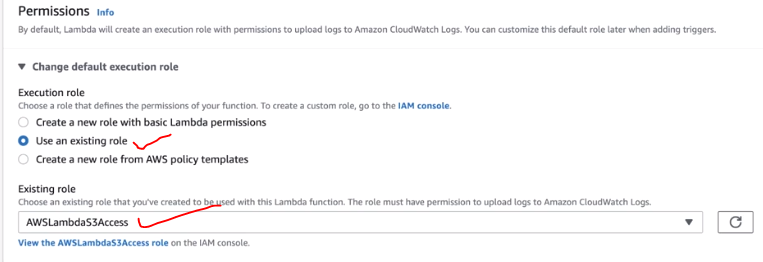 Permissions Info
By default, Lambda will create an execution role with permissions to upload logs to Amazon CloudWatch Logs. You can customize this default role later when adding triggers.
▼ Change default execution role
Execution role
Choose a role that defines the permissions of your function. To create a custom role, go to the IAM console.
Create a new role with basic Lambda permissions
Use an existing role
Create a new role from AWS policy templates
Existing role
Choose an existing role that you've created to be used with this Lambda function. The role must have permission to upload logs to Amazon CloudWatch Logs.
AWSLambdaS3Access
View the AWSLambdaS3Access role on the IAM console.